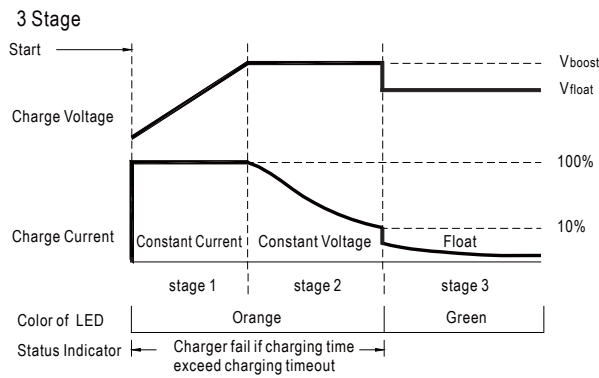 3 Stage
Start
Vboost
Vfloat
Charge Voltage
100%
10%
Charge Current
Constant Current
Constant Voltage
Float
stage 1
stage 2
stage 3
Color of LED
Orange
Green
Status Indicator
Charger fail if charging time
exceed charging timeout